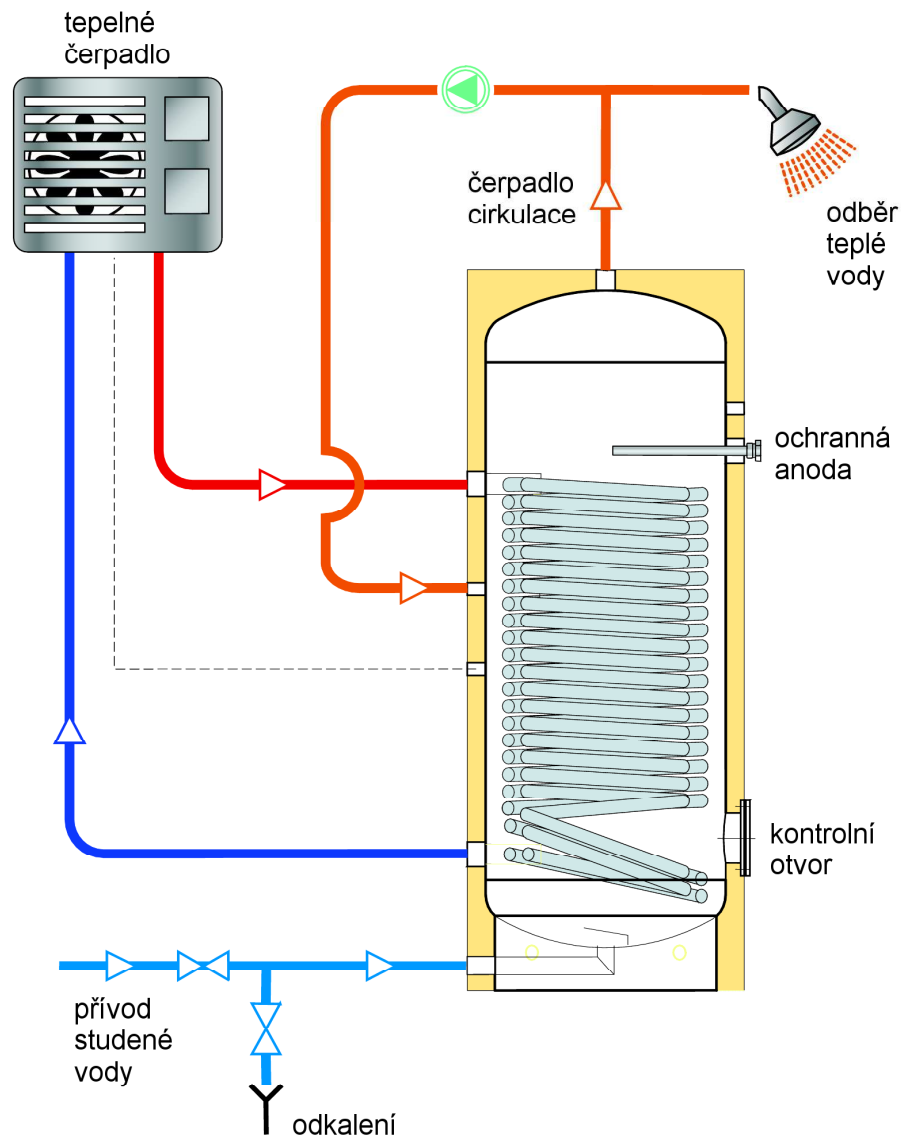 tepelné
čerpadlo
čerpadlo
cirkulace
odběr
teplé
vody
ochranná
anoda
kontrolní
otvor
přívod
studené
vody
odkalení